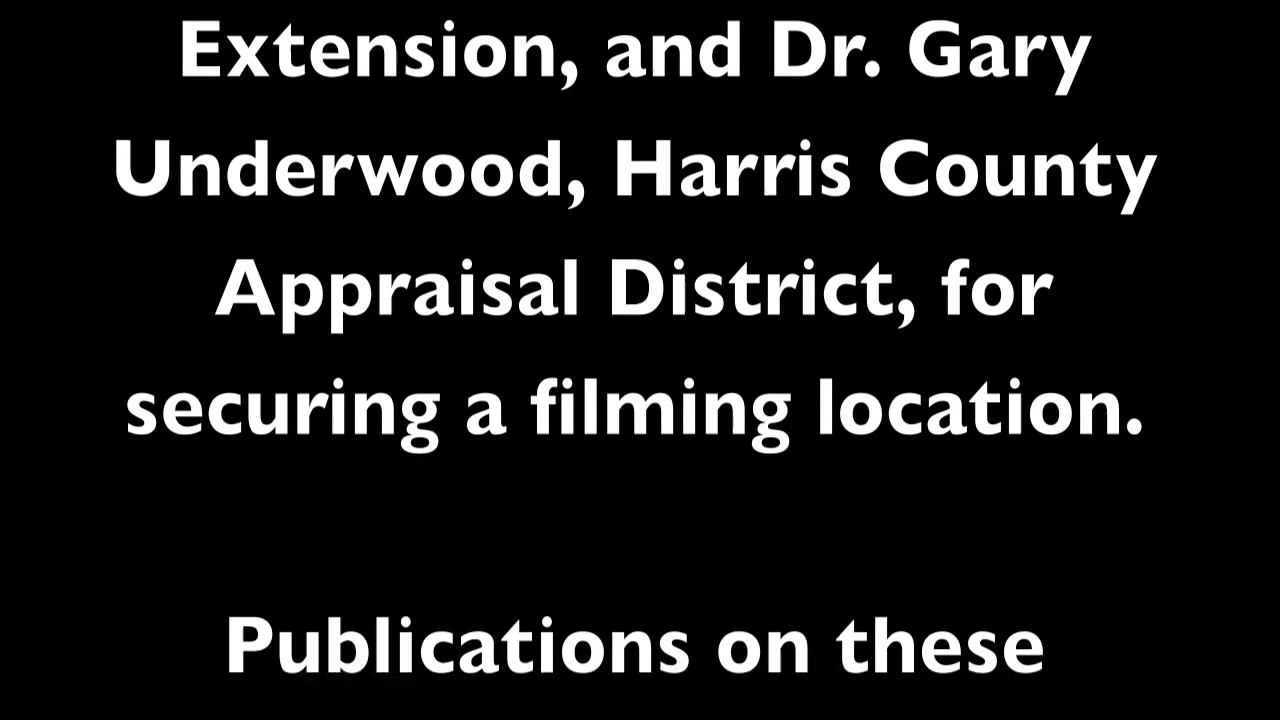 Extension, and Dr. Gary
Underwood, Harris County
Appraisal District, for
securing a filming location.
Publications on these